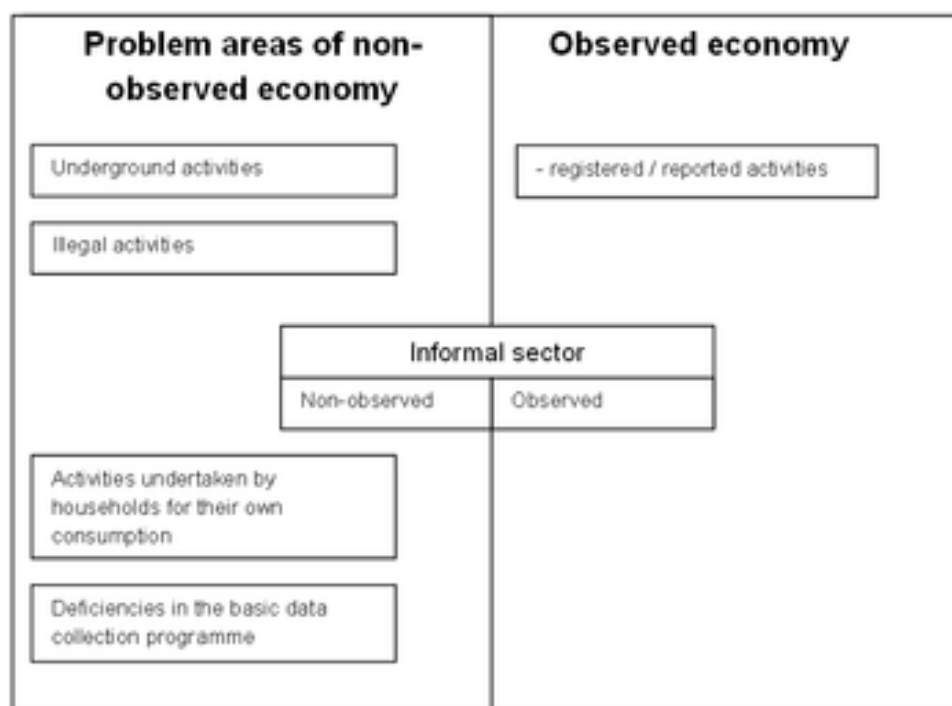 Problem areas of non-
observed economy
Observed economy
Underground activities
- registered / reported activities
Illegal activities
Informal sector
Non-observed
Observed
Activities undertaken by
households for their own
consumption
Deficiencies in the basic data
collection programme